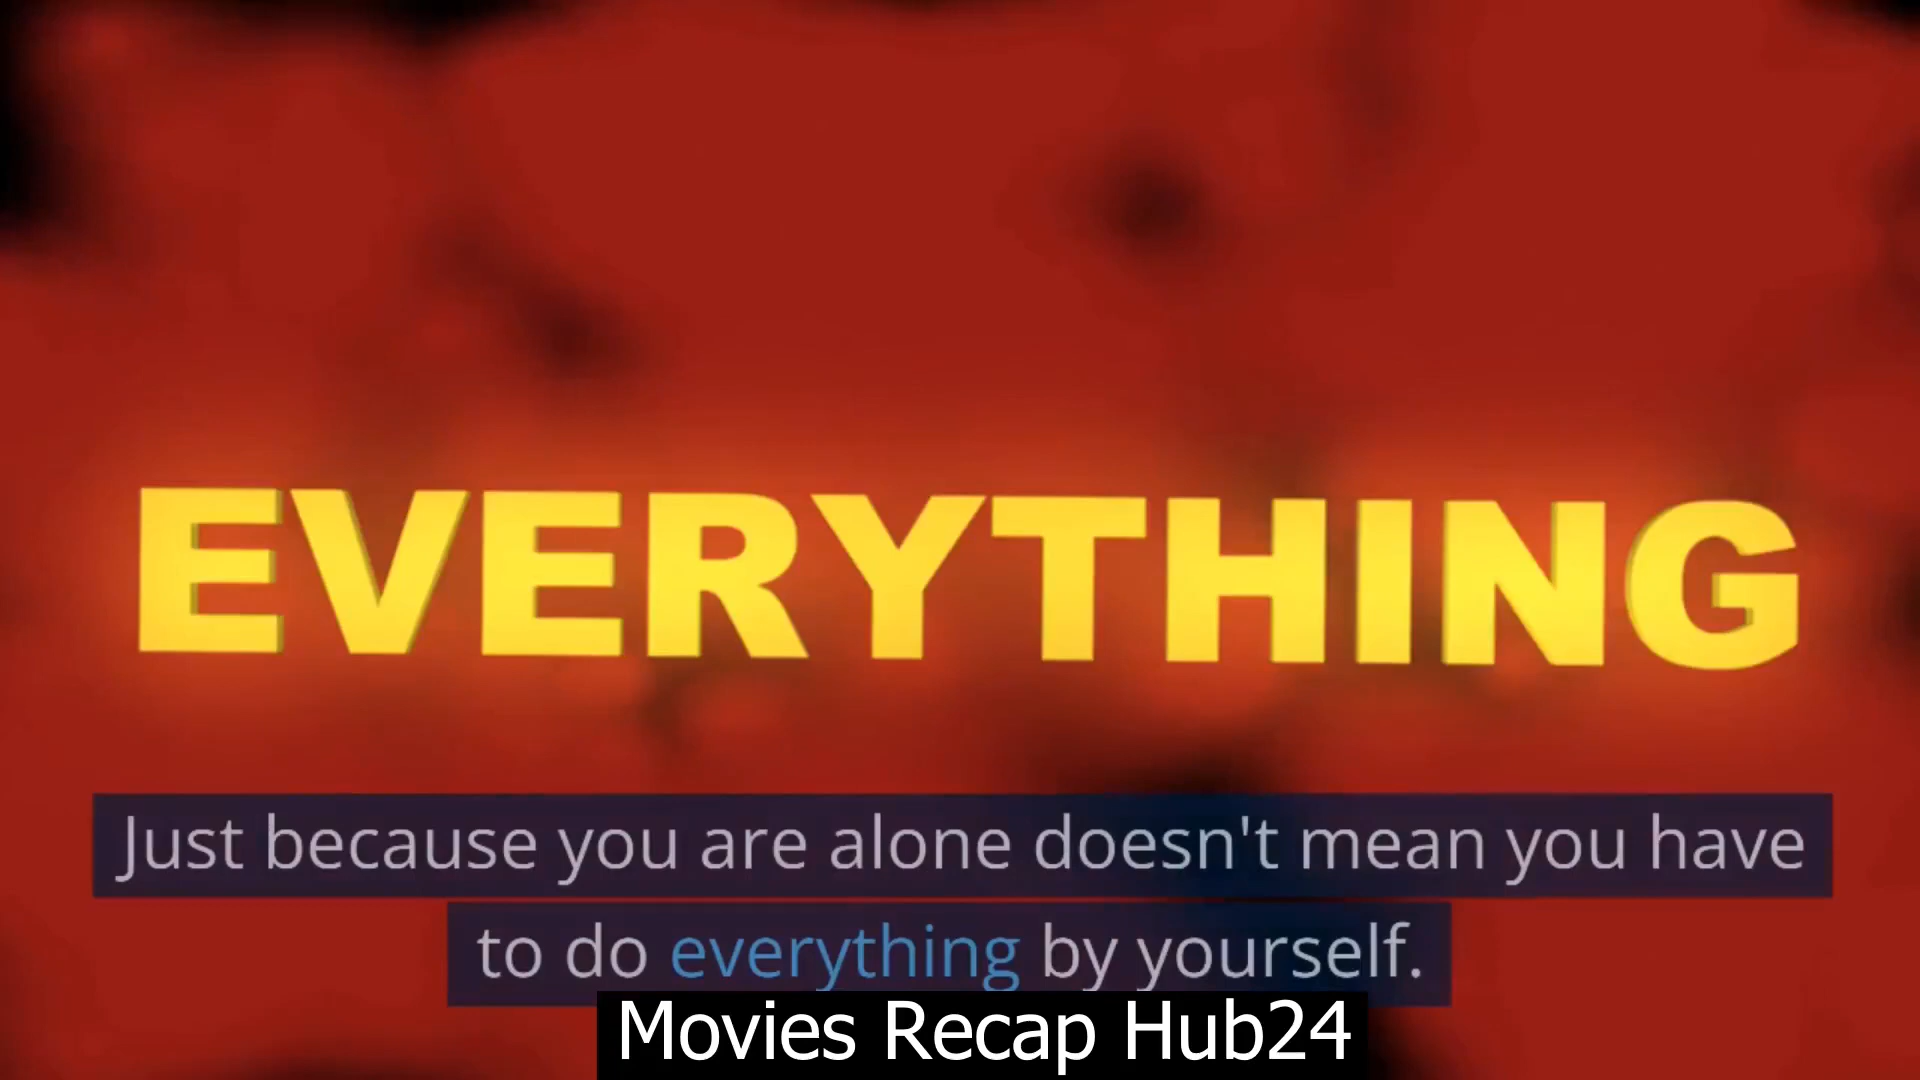 EVERYTHING
Just because you are alone doesn't mean you have
to do everything by yourself.
Movies Recap Hub24